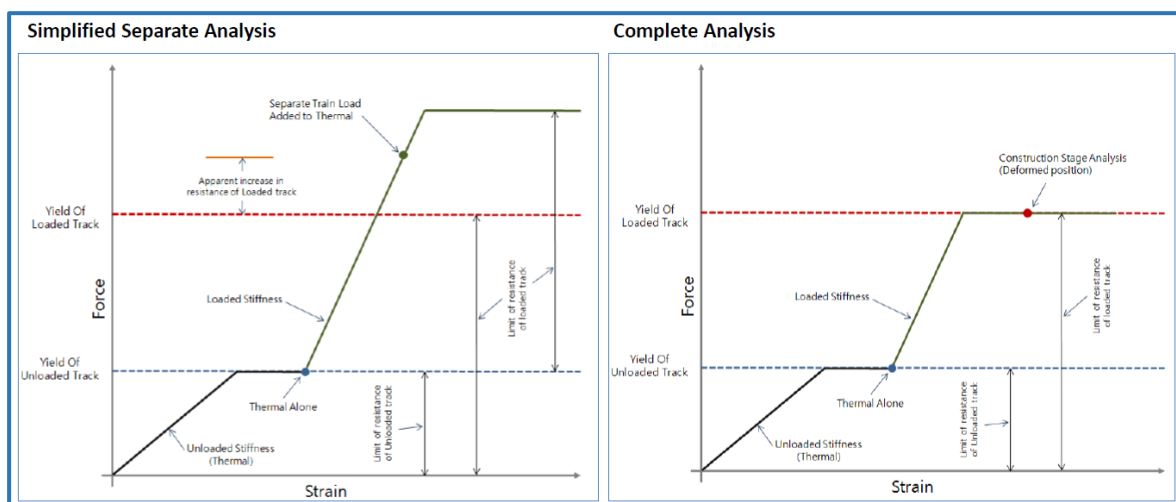 Simplified Separate Analysis
Separate Train Load
Added to Thermal
Apparent increase in
resistance of Loaded track
Yield Of
Loaded Track
Force
Loaded Stiffness
Limit of resistance
of loaded track
Yield Of
Unloaded Track
Thermal Alone
Limit of resistance
of Unloaded track
Unloaded Stiffness
(Thermal)
Strain
Complete Analysis
Construction Stage Analysis
(Deformed position)
Yield Of
Loaded Track
Force
Loaded Stiffness
Limit of resistance
of loaded track
Yield Of
Unloaded Track
Thermal Alone
Limit of resistance
of Unloaded track
Unloaded Stiffness
(Thermal)
Strain